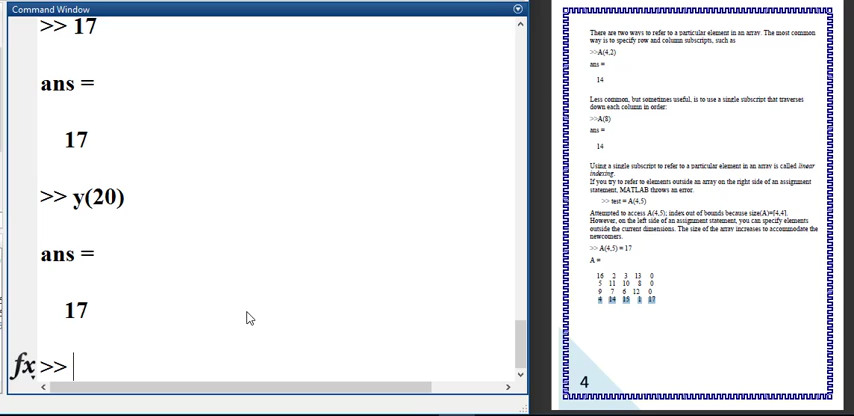 Command Window
>> 17
ans =
17
>> y(20)
ans =
17
fx >>
There are two ways to refer to a particular element in an array. The most common
way is to specify row and column subscripts, such as
>>A(4,2)
ans =
14
Less common, but sometimes useful, is to use a single subscript that traverses
down each column in order:
>>A(8)
ans =
14
Using a single subscript to refer to a particular element in an array is called linear
indexing.
If you try to refer to elements outside an array on the right side of an assignment
statement, MATLAB throws an error.
>> test = A(4,5)
Attempted to access A(4,5); index out of bounds because size(A)=[4,4].
However, on the left side of an assignment statement, you can specify elements
outside the current dimensions. The size of the array increases to accommodate the
newcomers.
>> A(4,5) = 17
A =
16 2 3 13 0
5 11 10 8 0
9 7 6 12 0
4 14 15 1 17
4